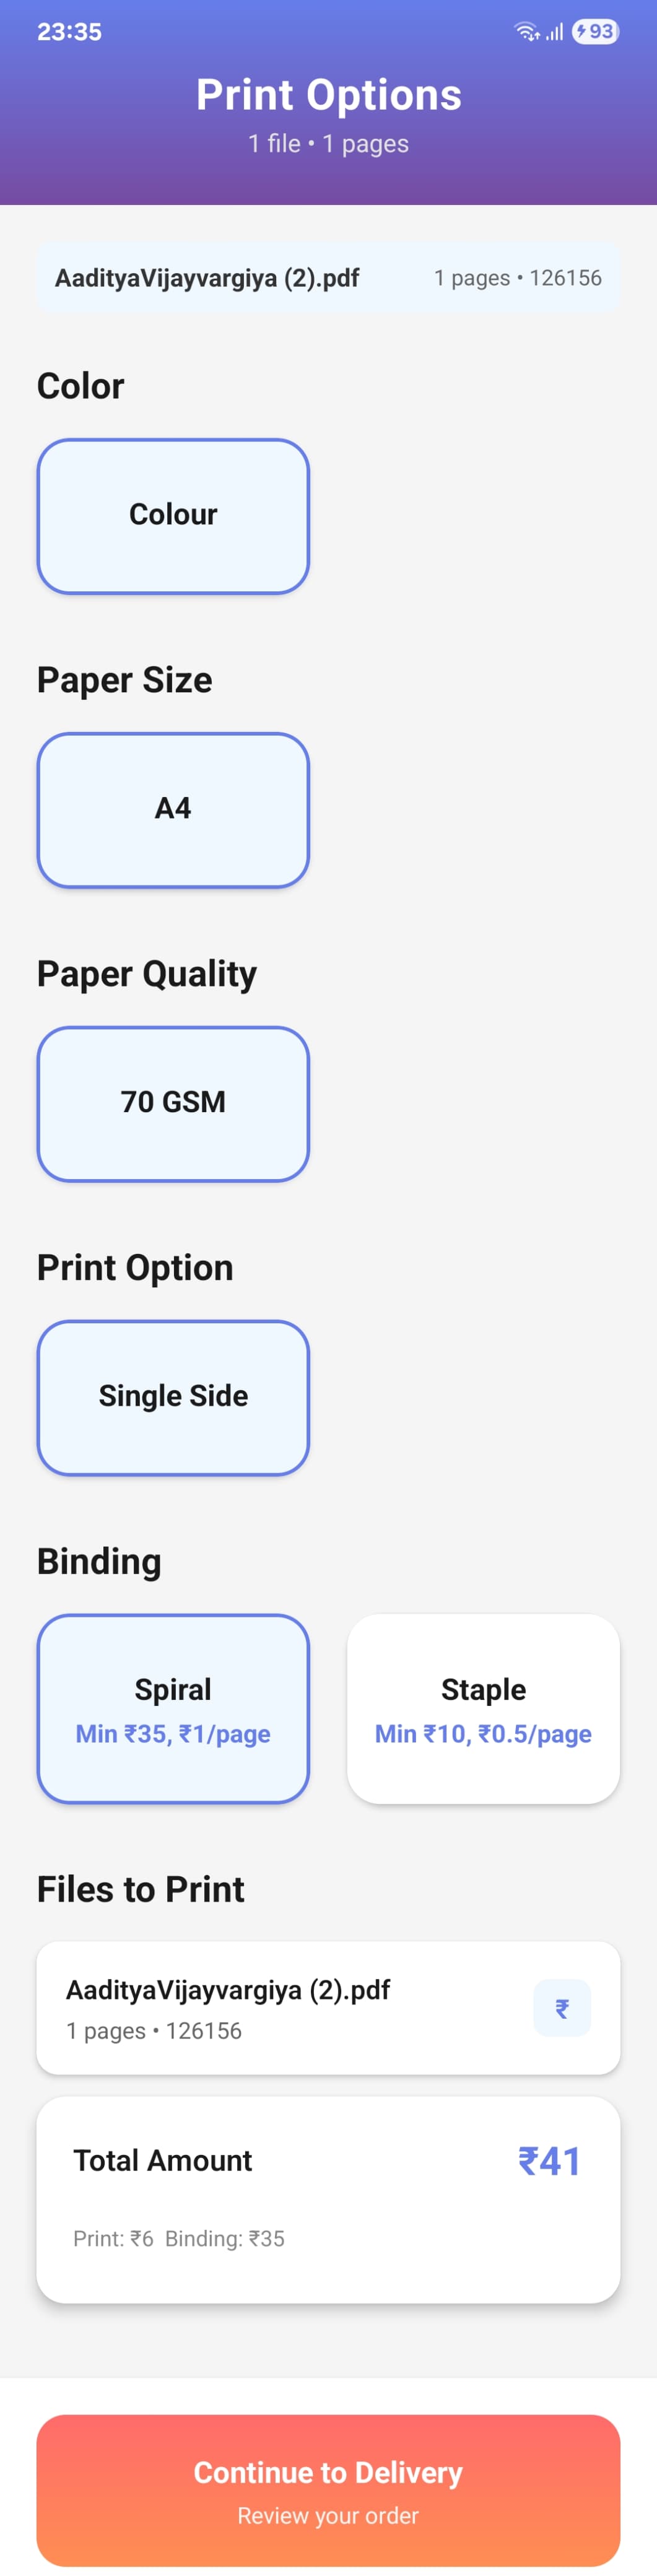 23:35
93
Print Options
1 file • 1 pages
AadityaVijayvargiya (2).pdf 1 pages • 126156
Color
Colour
Paper Size
A4
Paper Quality
70 GSM
Print Option
Single Side
Binding
Spiral
Min ₹35, ₹1/page
Staple
Min ₹10, ₹0.5/page
Files to Print
AadityaVijayvargiya (2).pdf
1 pages • 126156
₹
Total Amount ₹41
Print: ₹6 Binding: ₹35
Continue to Delivery
Review your order